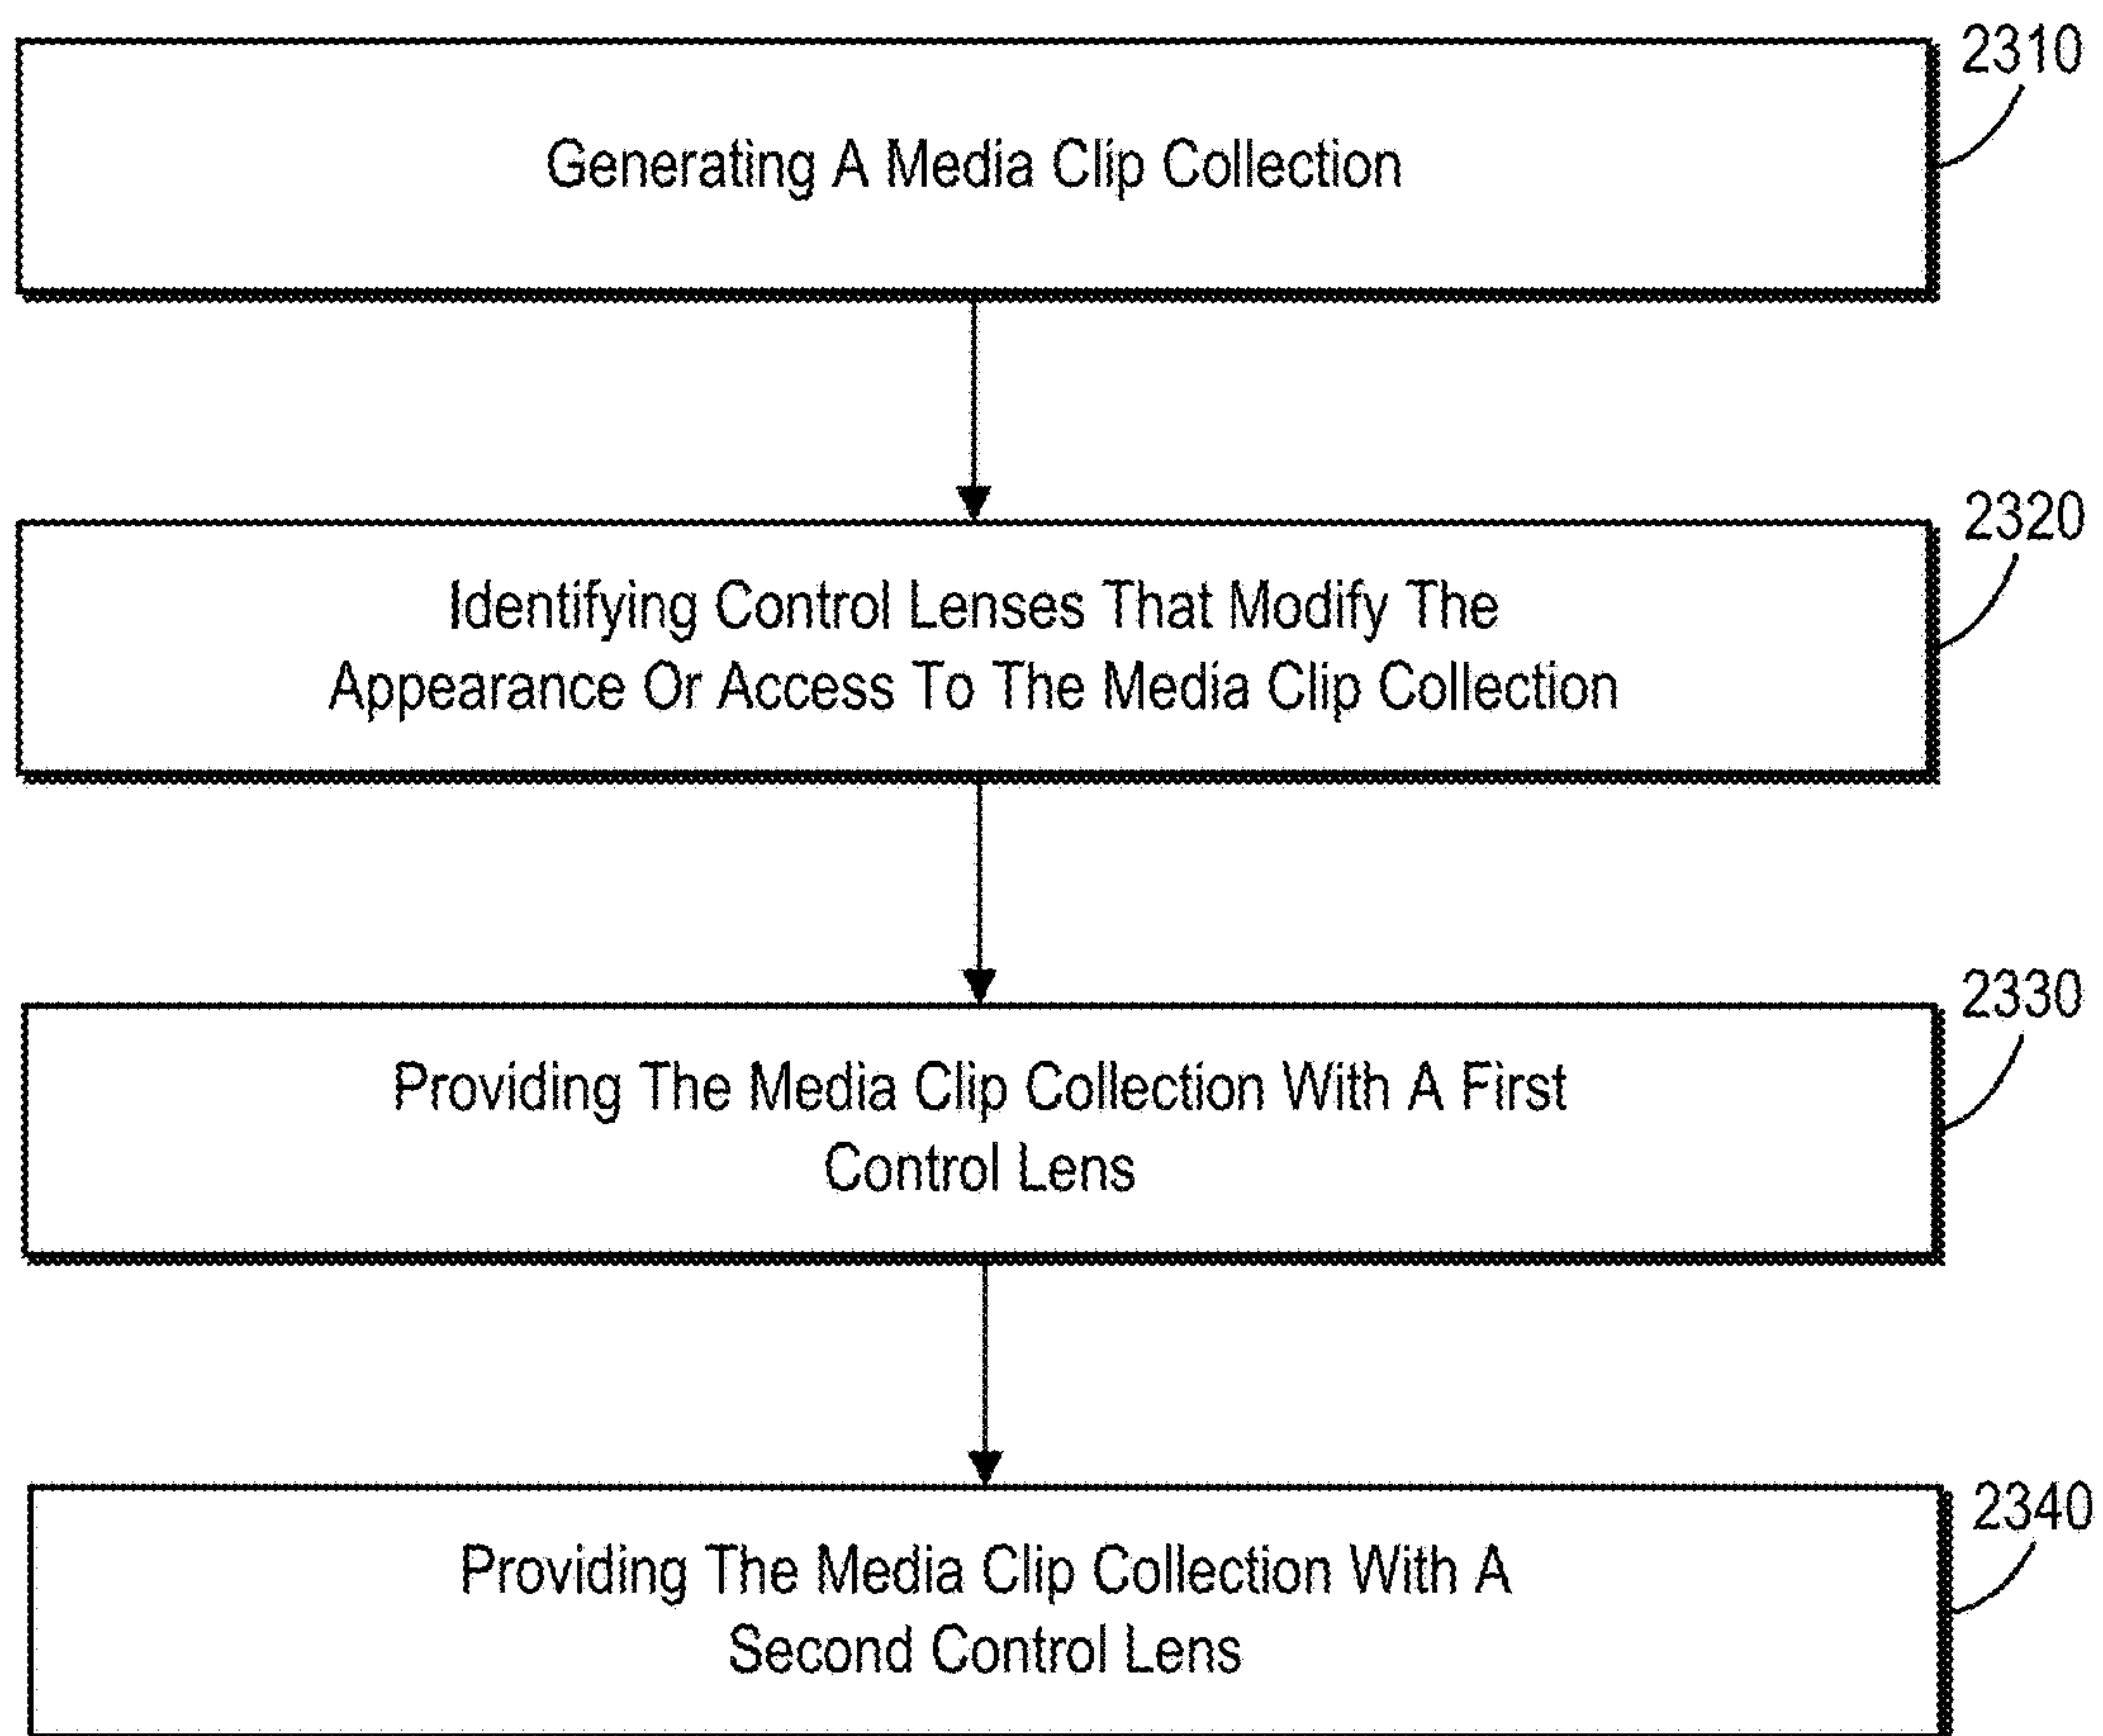 2310
Generating A Media Clip Collection
2320
Identifying Control Lenses That Modify The
Appearance Or Access To The Media Clip Collection
2330
Providing The Media Clip Collection With A First
Control Lens
2340
Providing The Media Clip Collection With A
Second Control Lens